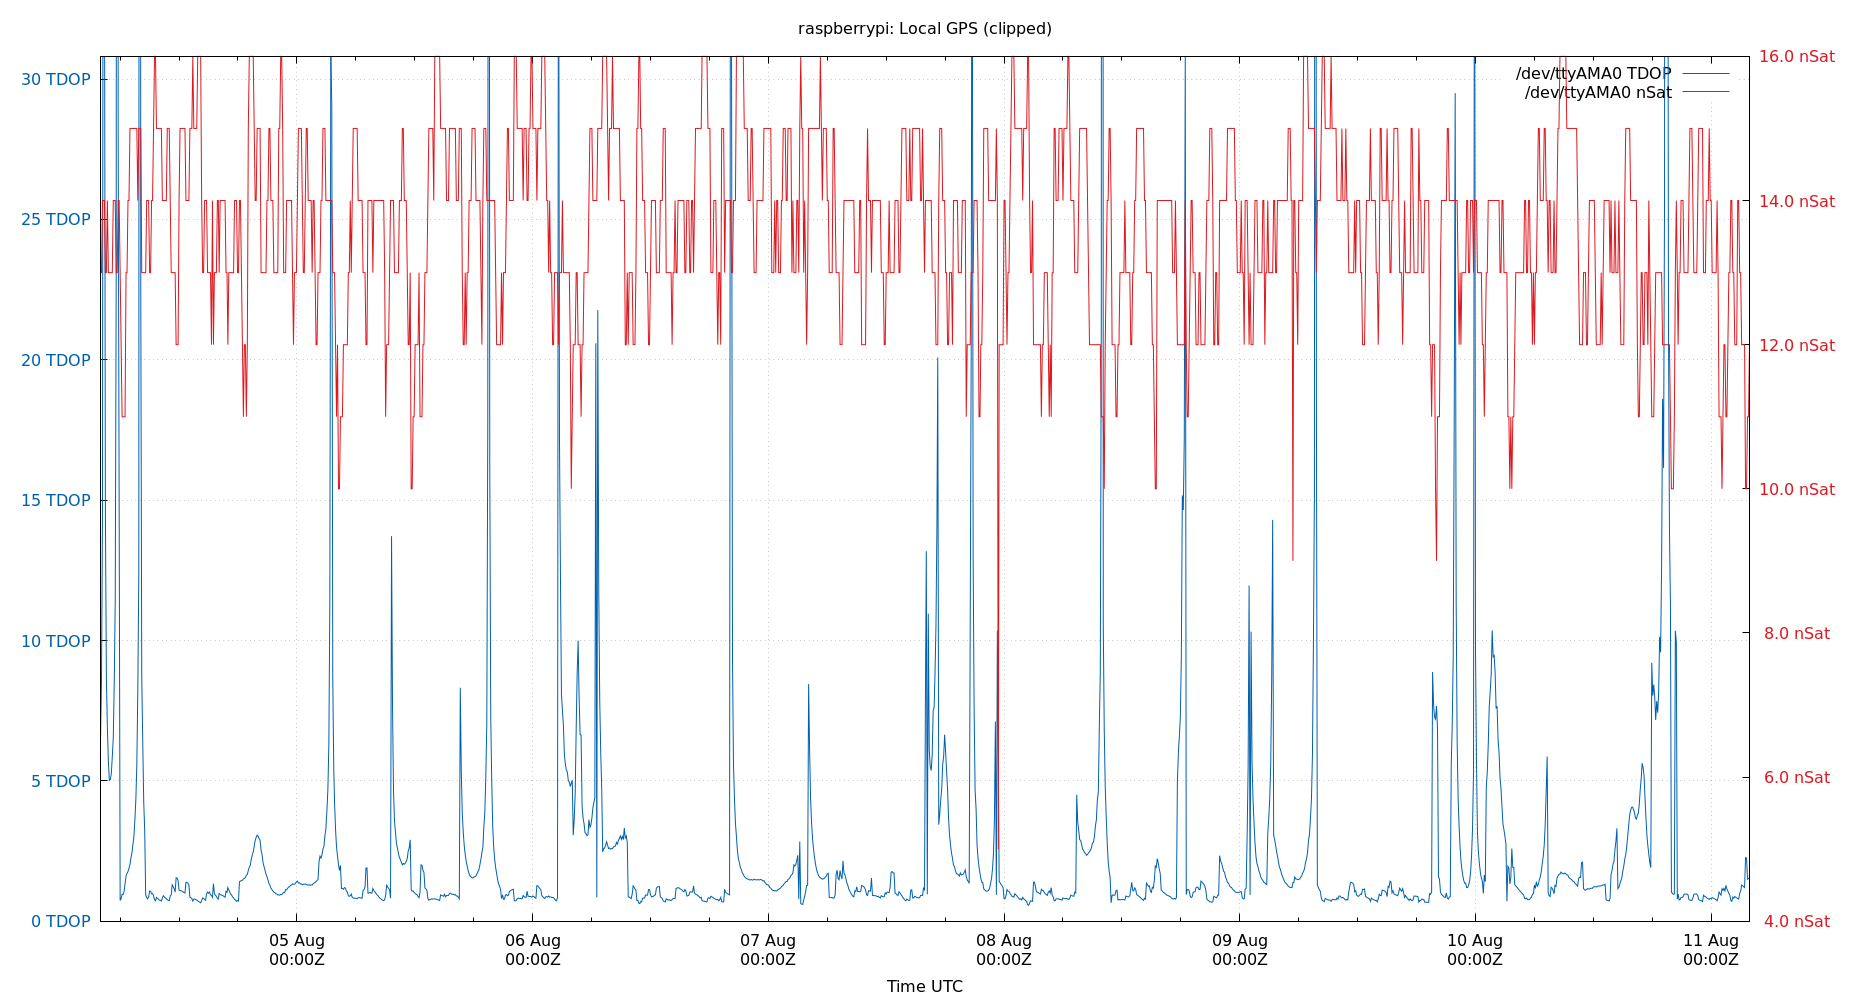 raspberrypi: Local GPS (clipped)
30 TDOP
25 TDOP
20 TDOP
15 TDOP
10 TDOP
5 TDOP
0 TDOP
16.0 nSat
14.0 nSat
12.0 nSat
10.0 nSat
8.0 nSat
6.0 nSat
4.0 nSat
/dev/ttyAMA0 TDOP
/dev/ttyAMA0 nSat
05 Aug
00:00Z
06 Aug
00:00Z
07 Aug
00:00Z
08 Aug
00:00Z
09 Aug
00:00Z
10 Aug
00:00Z
11 Aug
00:00Z
Time UTC